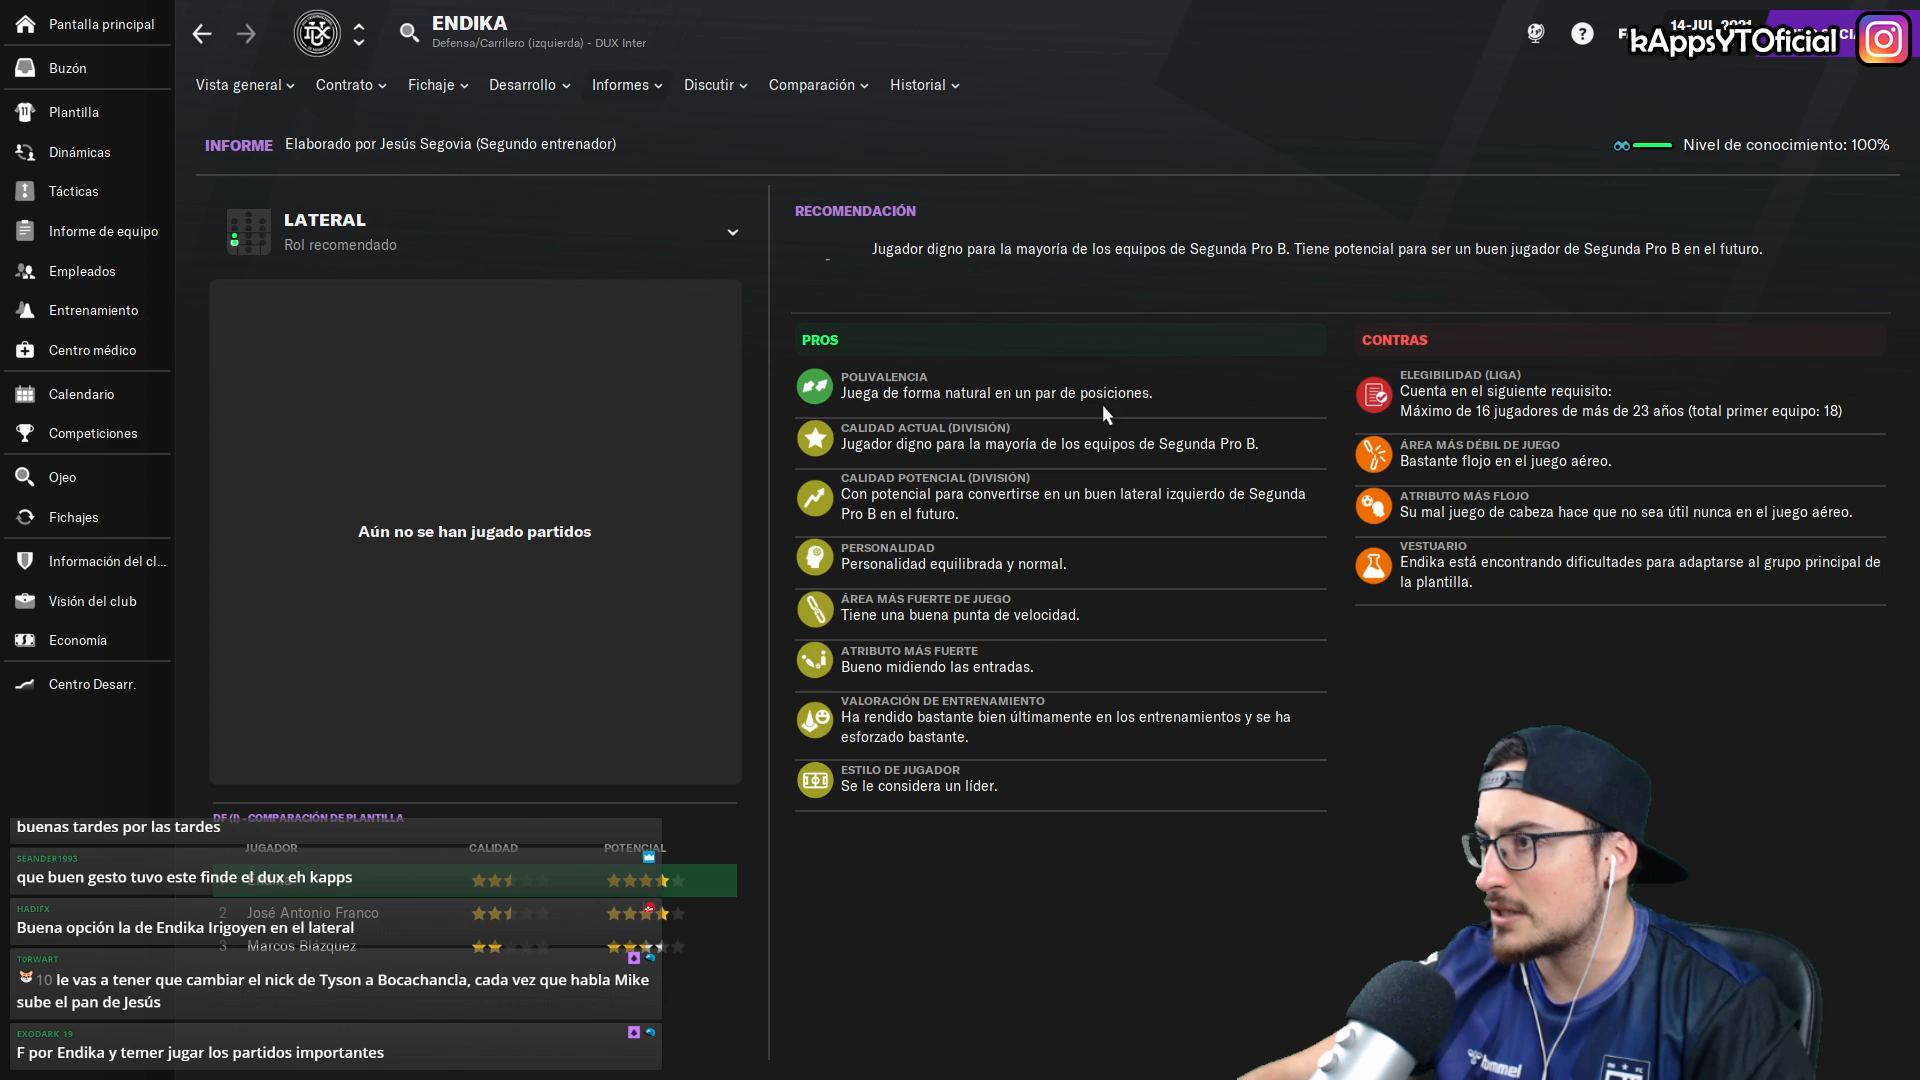 Pantalla principal
Buzón
Plantilla
Dinámicas
Tácticas
Informe de equipo
Empleados
Entrenamiento
Centro médico
Calendario
Competiciones
Ojeo
Fichajes
Información del cl...
Visión del club
Economía
Centro Desarr.
ENDIKA
Defensa/Carrilero (izquierda) - DUX Inter
14-JUL 2021
kAppsYTOficial
Vista general
Contrato
Fichaje
Desarrollo
Informes
Discutir
Comparación
Historial
INFORME Elaborado por Jesús Segovia (Segundo entrenador)
Nivel de conocimiento: 100%
LATERAL
Rol recomendado
Aún no se han jugado partidos
RECOMENDACIÓN
-
Jugador digno para la mayoría de los equipos de Segunda Pro B. Tiene potencial para ser un buen jugador de Segunda Pro B en el futuro.
PROS
POLIVALENCIA
Juega de forma natural en un par de posiciones.
CALIDAD ACTUAL (DIVISIÓN)
Jugador digno para la mayoría de los equipos de Segunda Pro B.
CALIDAD POTENCIAL (DIVISIÓN)
Con potencial para convertirse en un buen lateral izquierdo de Segunda
Pro B en el futuro.
PERSONALIDAD
Personalidad equilibrada y normal.
ÁREA MÁS FUERTE DE JUEGO
Tiene una buena punta de velocidad.
ATRIBUTO MÁS FUERTE
Bueno midiendo las entradas.
VALORACIÓN DE ENTRENAMIENTO
Ha rendido bastante bien últimamente en los entrenamientos y se ha
esforzado bastante.
ESTILO DE JUGADOR
Se le considera un líder.
CONTRAS
ELEGIBILIDAD (LIGA)
Cuenta en el siguiente requisito:
Máximo de 16 jugadores de más de 23 años (total primer equipo: 18)
ÁREA MÁS DÉBIL DE JUEGO
Bastante flojo en el juego aéreo.
ATRIBUTO MÁS FLOJO
Su mal juego de cabeza hace que no sea útil nunca en el juego aéreo.
VESTUARIO
Endika está encontrando dificultades para adaptarse al grupo principal de
la plantilla.
DF (I) - COMPARACIÓN DE PLANTILLA
JUGADOR CALIDAD POTENCIAL
2 José Antonio Franco
3 Marcos Blázquez
buenas tardes por las tardes
SEANDER1993
que buen gesto tuvo este finde el dux eh kapps
HADIFX
Buena opción la de Endika Irigoyen en el lateral
T0RWART
10 le vas a tener que cambiar el nick de Tyson a Bocachancla, cada vez que habla Mike
sube el pan de Jesús
EXODARK_19
F por Endika y temer jugar los partidos importantes
hummel